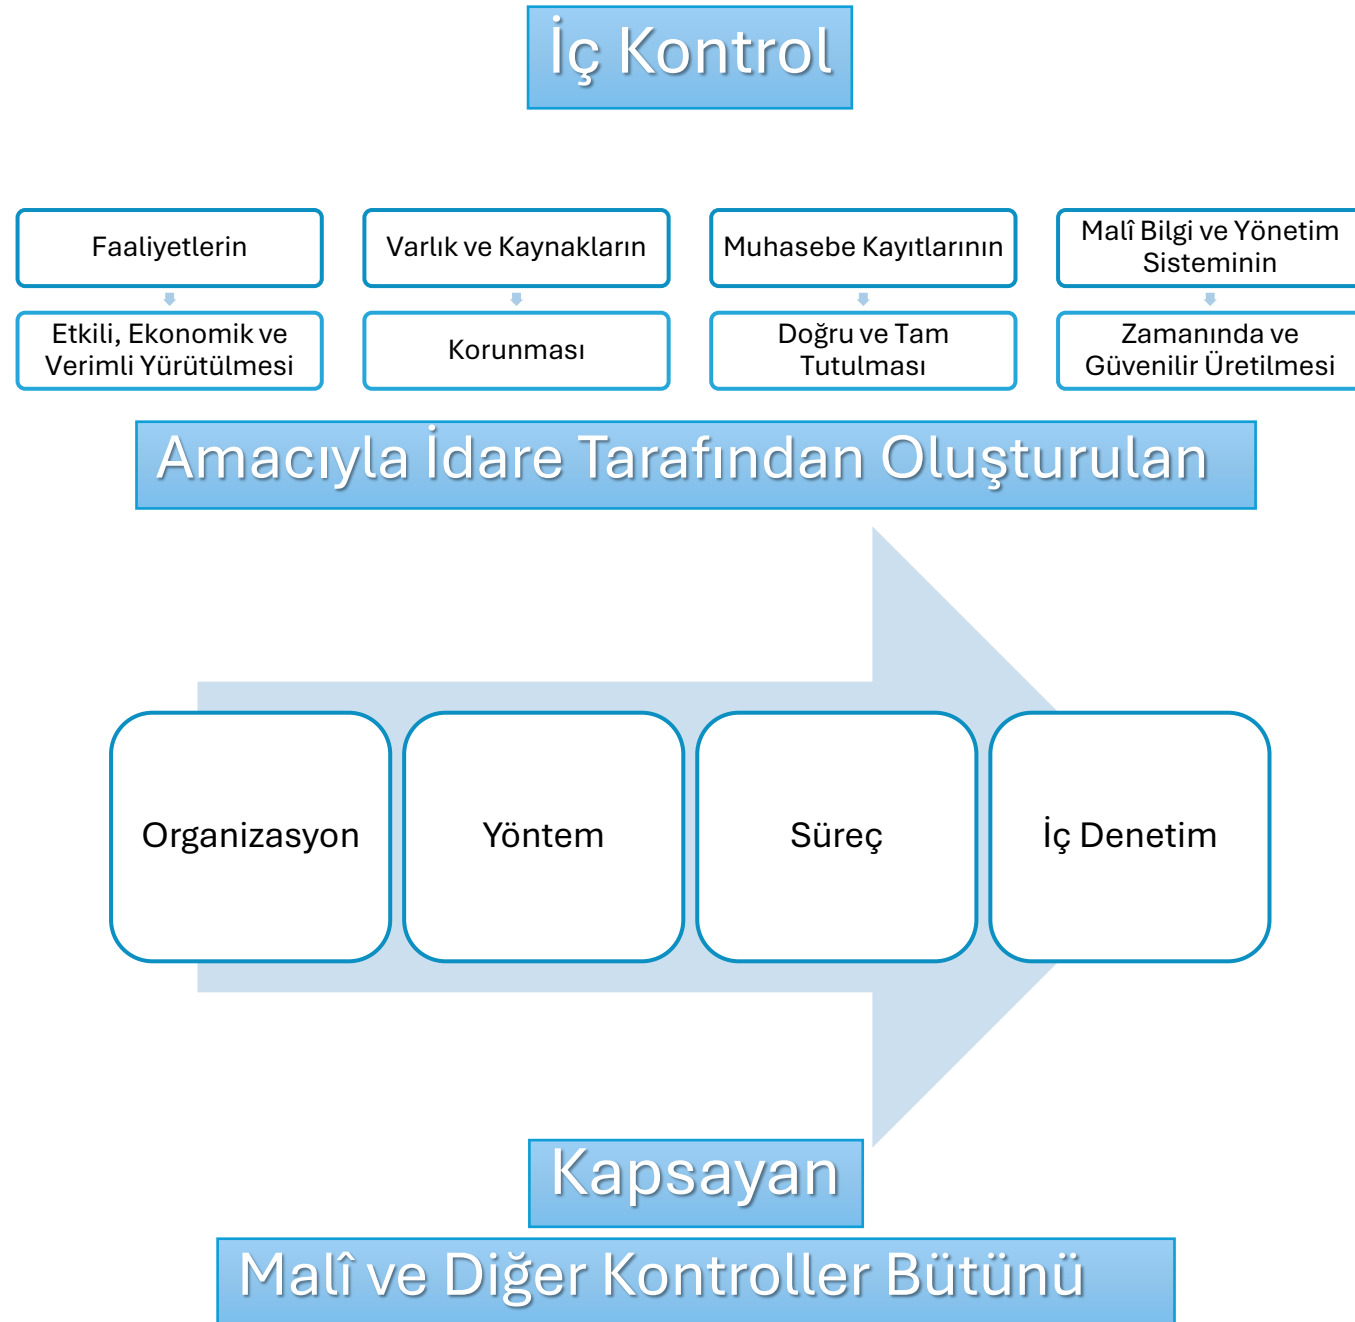 İç Kontrol
Faaliyetlerin
Etkili, Ekonomik ve
Verimli Yürütülmesi
Varlık ve Kaynakların
Korunması
Muhasebe Kayıtlarının
Doğru ve Tam
Tutulması
Malî Bilgi ve Yönetim
Sisteminin
Zamanında ve
Güvenilir Üretilmesi
Amacıyla İdare Tarafından Oluşturulan
Organizasyon
Yöntem
Süreç
İç Denetim
Kapsayan
Malî ve Diğer Kontroller Bütünü